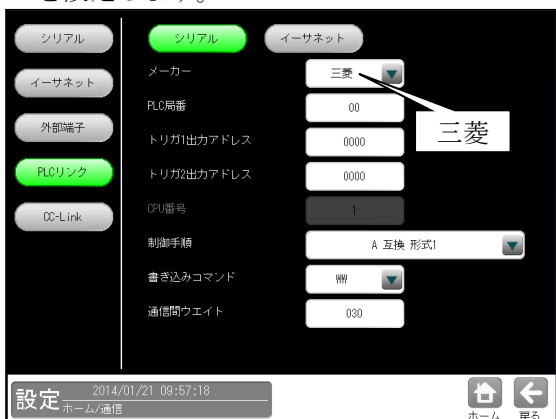 を設定します。
シリアル
イーサネット
外部端子
PLCリンク
CC-Link
シリアル イーサネット
メーカー 三菱
三菱
PLC局番 00
トリガ1出力アドレス 0000
トリガ2出力アドレス 0000
CPU番号 1
制御手順 A 互換 形式1
書き込みコマンド WW
通信間ウエイト 030
設定 2014/01/21 09:57:18
ホーム/通信
ホーム 戻る